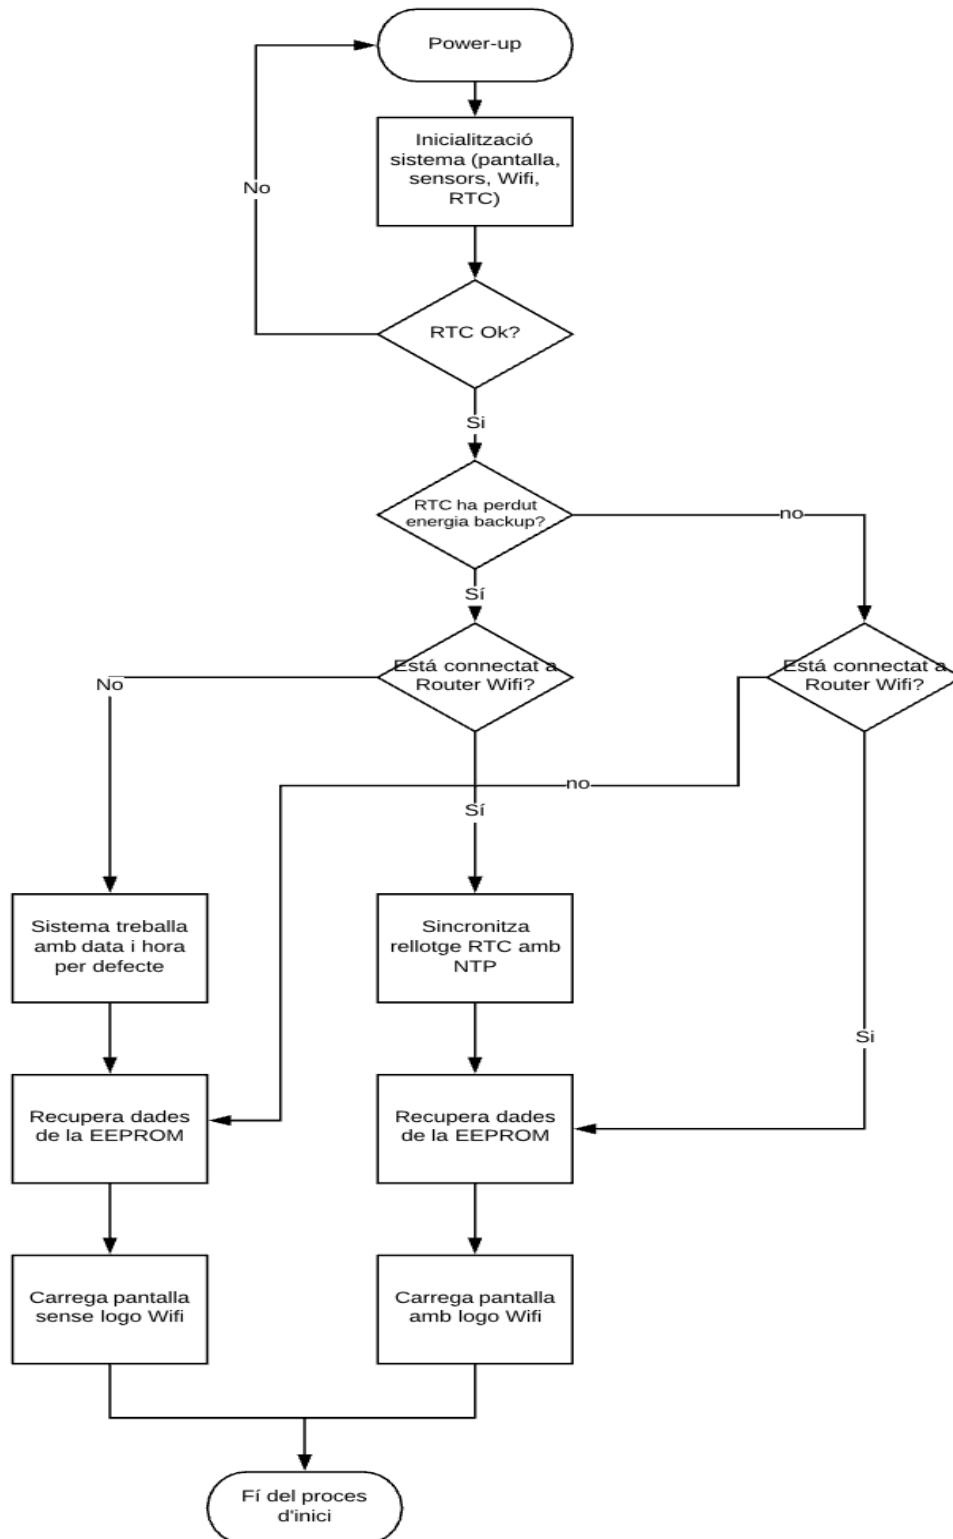 Power-up
Inicialització
sistema (pantalla,
sensors, Wifi,
RTC)
No
RTC Ok?
Si
RTC ha perdut
energia backup?
no
Sí
Está connectat a
Router Wifi?
Está connectat a
Router Wifi?
No
no
Sí
Sistema treballa
amb data i hora
per defecte
Sincronitza
rellotge RTC amb
NTP
Si
Recupera dades
de la EEPROM
Recupera dades
de la EEPROM
Carrega pantalla
sense logo Wifi
Carrega pantalla
amb logo Wifi
Fí del proces
d'inici